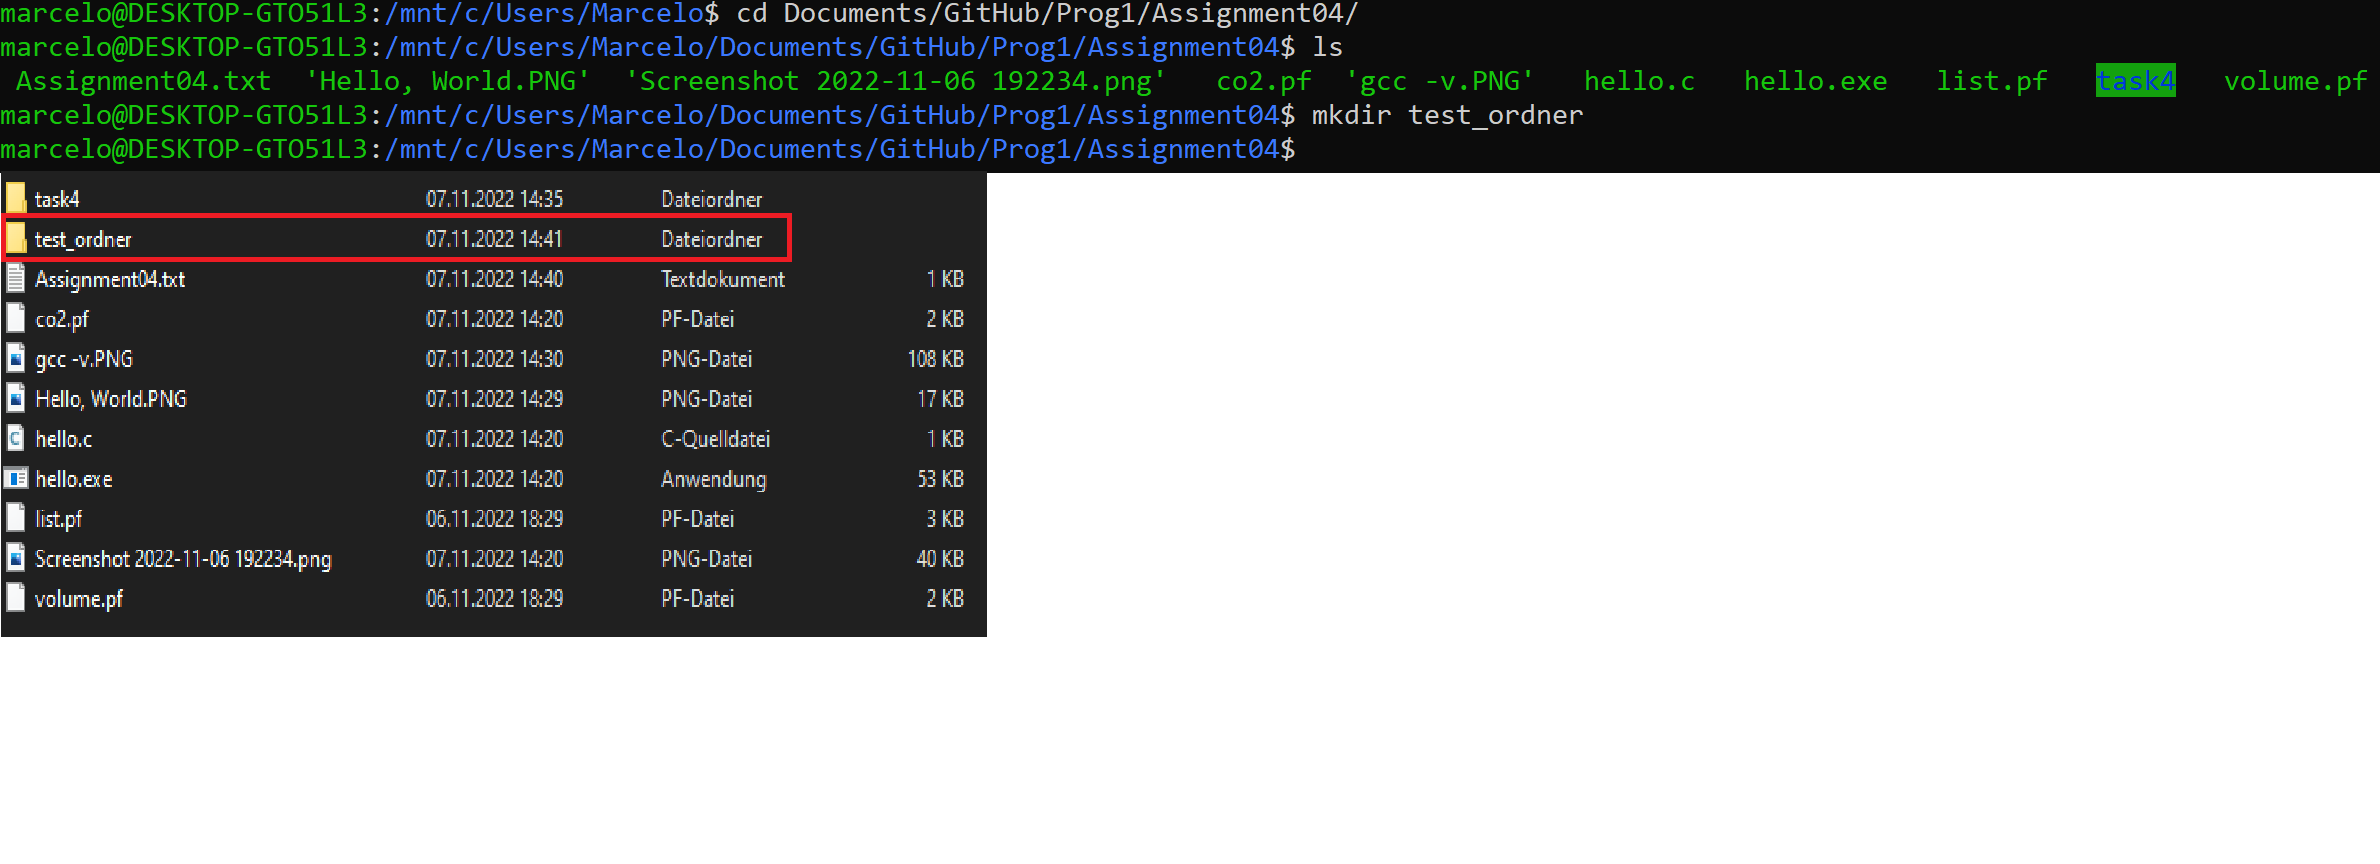 marcelo@DESKTOP-GTO51L3:/mnt/c/Users/Marcelo$ cd Documents/GitHub/Prog1/Assignment04/
marcelo@DESKTOP-GTO51L3:/mnt/c/Users/Marcelo/Documents/GitHub/Prog1/Assignment04$ ls
Assignment04.txt 'Hello, World.PNG' 'Screenshot 2022-11-06 192234.png' co2.pf 'gcc -v.PNG' hello.c hello.exe list.pf task4 volume.pf
marcelo@DESKTOP-GTO51L3:/mnt/c/Users/Marcelo/Documents/GitHub/Prog1/Assignment04$ mkdir test_ordner
marcelo@DESKTOP-GTO51L3:/mnt/c/Users/Marcelo/Documents/GitHub/Prog1/Assignment04$
task4 07.11.2022 14:35 Dateiordner
test_ordner 07.11.2022 14:41 Dateiordner
Assignment04.txt 07.11.2022 14:40 Textdokument 1 KB
co2.pf 07.11.2022 14:20 PF-Datei 2 KB
gcc -v.PNG 07.11.2022 14:30 PNG-Datei 108 KB
Hello, World.PNG 07.11.2022 14:29 PNG-Datei 17 KB
hello.c 07.11.2022 14:20 C-Quelldatei 1 KB
hello.exe 07.11.2022 14:20 Anwendung 53 KB
list.pf 06.11.2022 18:29 PF-Datei 3 KB
Screenshot 2022-11-06 192234.png 07.11.2022 14:20 PNG-Datei 40 KB
volume.pf 06.11.2022 18:29 PF-Datei 2 KB